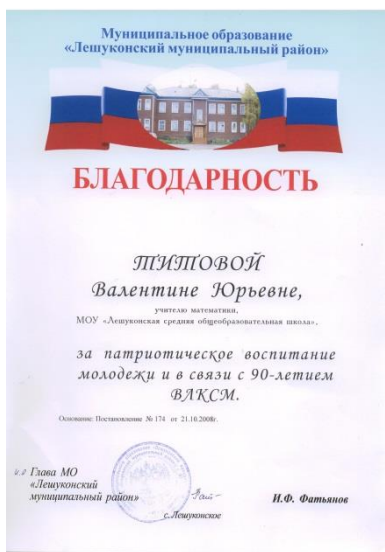 Муниципальное образование
«Лешуконский муниципальный район»
БЛАГОДАРНОСТЬ
ТИТОВОЙ
Валентине Юрьевне,
учителю математики,
МОУ «Лешуконская средняя общеобразовательная школа»,
за патриотическое воспитание
молодежи и в связи с 90-летием
ВЛКСМ.
Основание: Постановление № 174 от 21.10.2008г.
и.о Глава МО
«Лешуконский
муниципальный район»
И.Ф. Фатьянов
с. Лешуконское